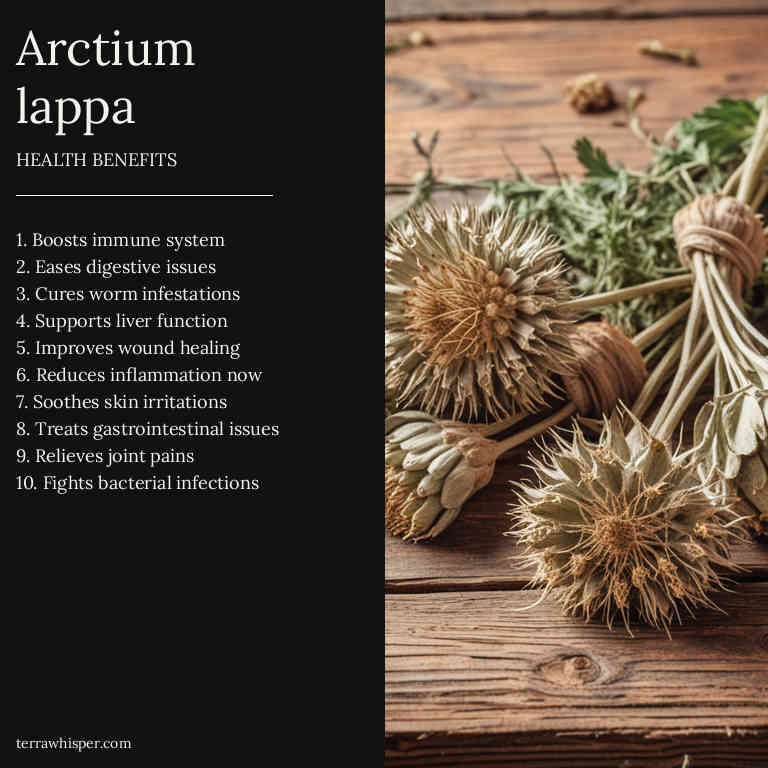 Arctium
lappa
HEALTH BENEFITS
1. Boosts immune system
2. Eases digestive issues
3. Cures worm infestations
4. Supports liver function
5. Improves wound healing
6. Reduces inflammation now
7. Soothes skin irritations
8. Treats gastrointestinal issues
9. Relieves joint pains
10. Fights bacterial infections
terrawhisper.com